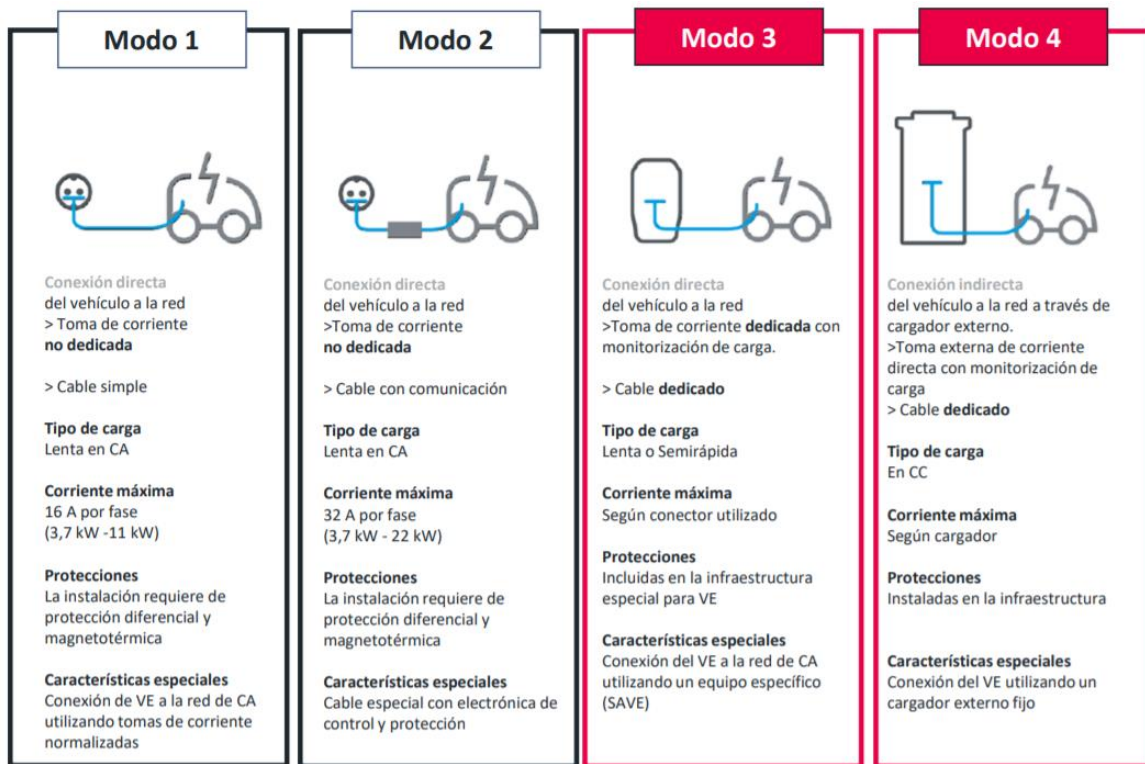 Modo 1
Conexión directa
del vehículo a la red
> Toma de corriente
no dedicada
> Cable simple
Tipo de carga
Lenta en CA
Corriente máxima
16 A por fase
(3,7 kW -11 kW)
Protecciones
La instalación requiere de
protección diferencial y
magnetotérmica
Características especiales
Conexión de VE a la red de CA
utilizando tomas de corriente
normalizadas
Modo 2
Conexión directa
del vehículo a la red
>Toma de corriente
no dedicada
> Cable con comunicación
Tipo de carga
Lenta en CA
Corriente máxima
32 A por fase
(3,7 kW - 22 kW)
Protecciones
La instalación requiere de
protección diferencial y
magnetotérmica
Características especiales
Cable especial con electrónica de
control y protección
Modo 3
Conexión directa
del vehículo a la red
>Toma de corriente dedicada con
monitorización de carga.
> Cable dedicado
Tipo de carga
Lenta o Semirápida
Corriente máxima
Según conector utilizado
Protecciones
Incluidas en la infraestructura
especial para VE
Características especiales
Conexión del VE a la red de CA
utilizando un equipo específico
(SAVE)
Modo 4
Conexión indirecta
del vehículo a la red a través de
cargador externo.
>Toma externa de corriente
directa con monitorización de
carga
> Cable dedicado
Tipo de carga
En CC
Corriente máxima
Según cargador
Protecciones
Instaladas en la infraestructura
Características especiales
Conexión del VE utilizando un
cargador externo fijo